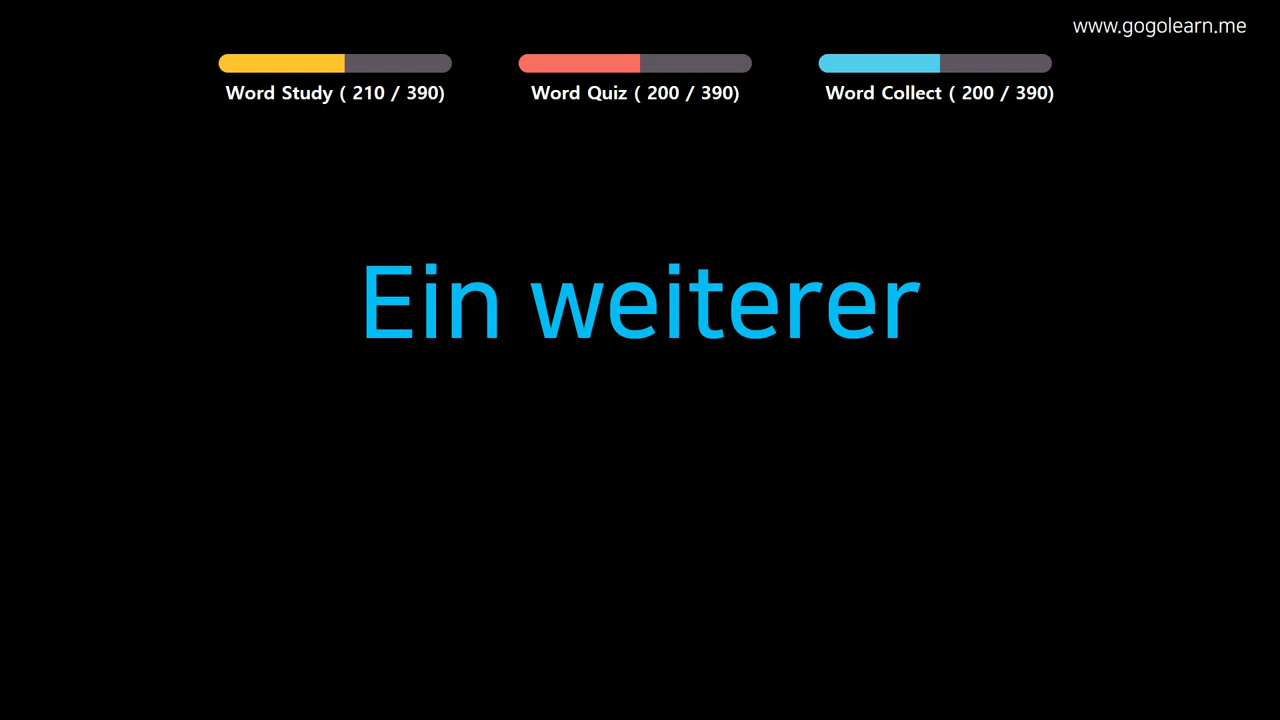 www.gogolearn.me
Word Study ( 210 / 390)
Word Quiz ( 200 / 390)
Word Collect ( 200 / 390)
Ein weiterer